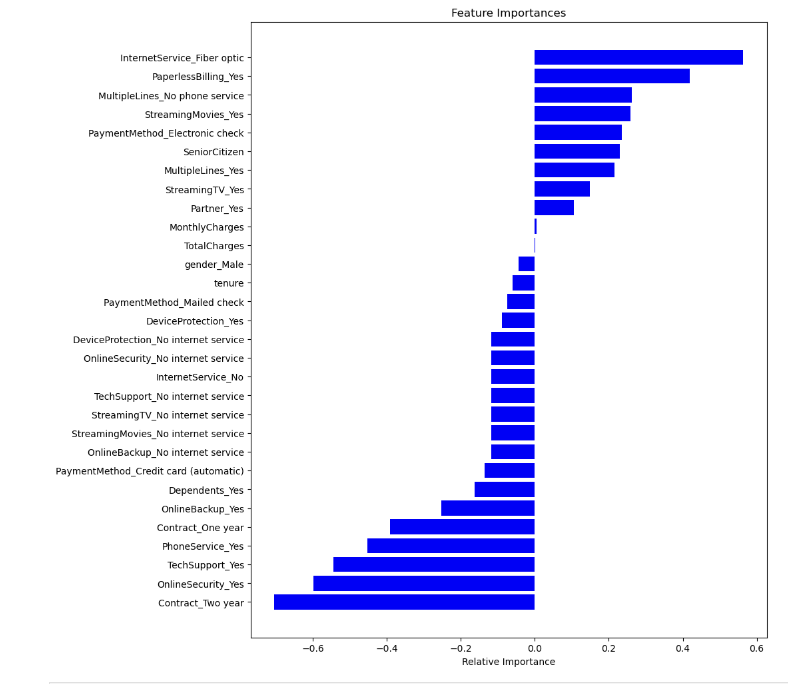 Feature Importances
InternetService_Fiber optic
PaperlessBilling_Yes
MultipleLines_No phone service
StreamingMovies_Yes
PaymentMethod_Electronic check
SeniorCitizen
MultipleLines_Yes
StreamingTV_Yes
Partner_Yes
MonthlyCharges
TotalCharges
gender_Male
tenure
PaymentMethod_Mailed check
DeviceProtection_Yes
DeviceProtection_No internet service
OnlineSecurity_No internet service
InternetService_No
TechSupport_No internet service
StreamingTV_No internet service
StreamingMovies_No internet service
OnlineBackup_No internet service
PaymentMethod_Credit card (automatic)
Dependents_Yes
OnlineBackup_Yes
Contract_One year
PhoneService_Yes
TechSupport_Yes
OnlineSecurity_Yes
Contract_Two year
−0.6 −0.4 −0.2 0.0 0.2 0.4 0.6
Relative Importance